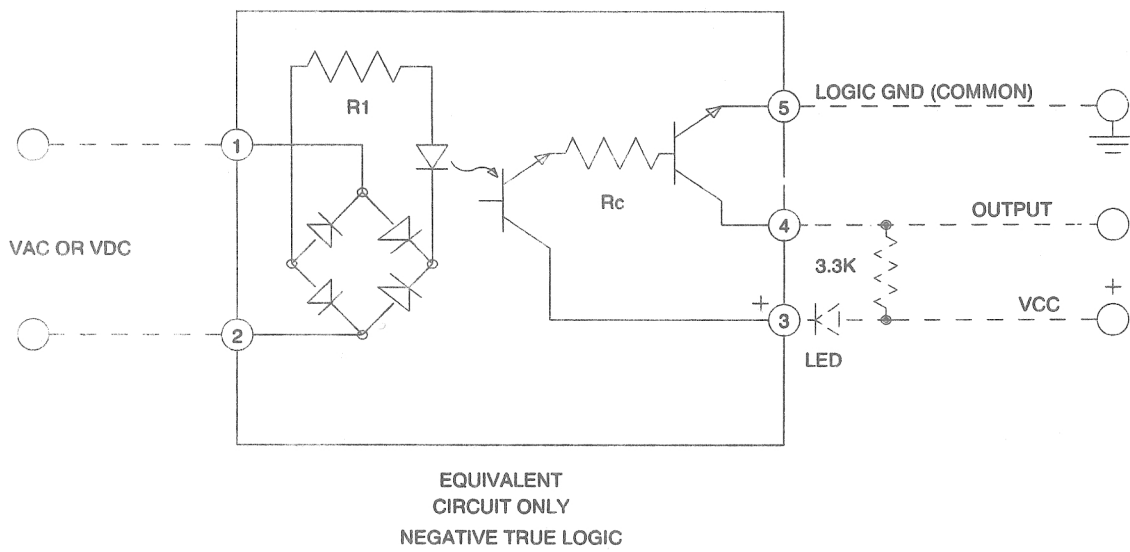 R1
5
LOGIC GND (COMMON)
1
Rc
4
OUTPUT
VAC OR VDC
3.3K
+
3
VCC
+
2
LED
EQUIVALENT
CIRCUIT ONLY
NEGATIVE TRUE LOGIC